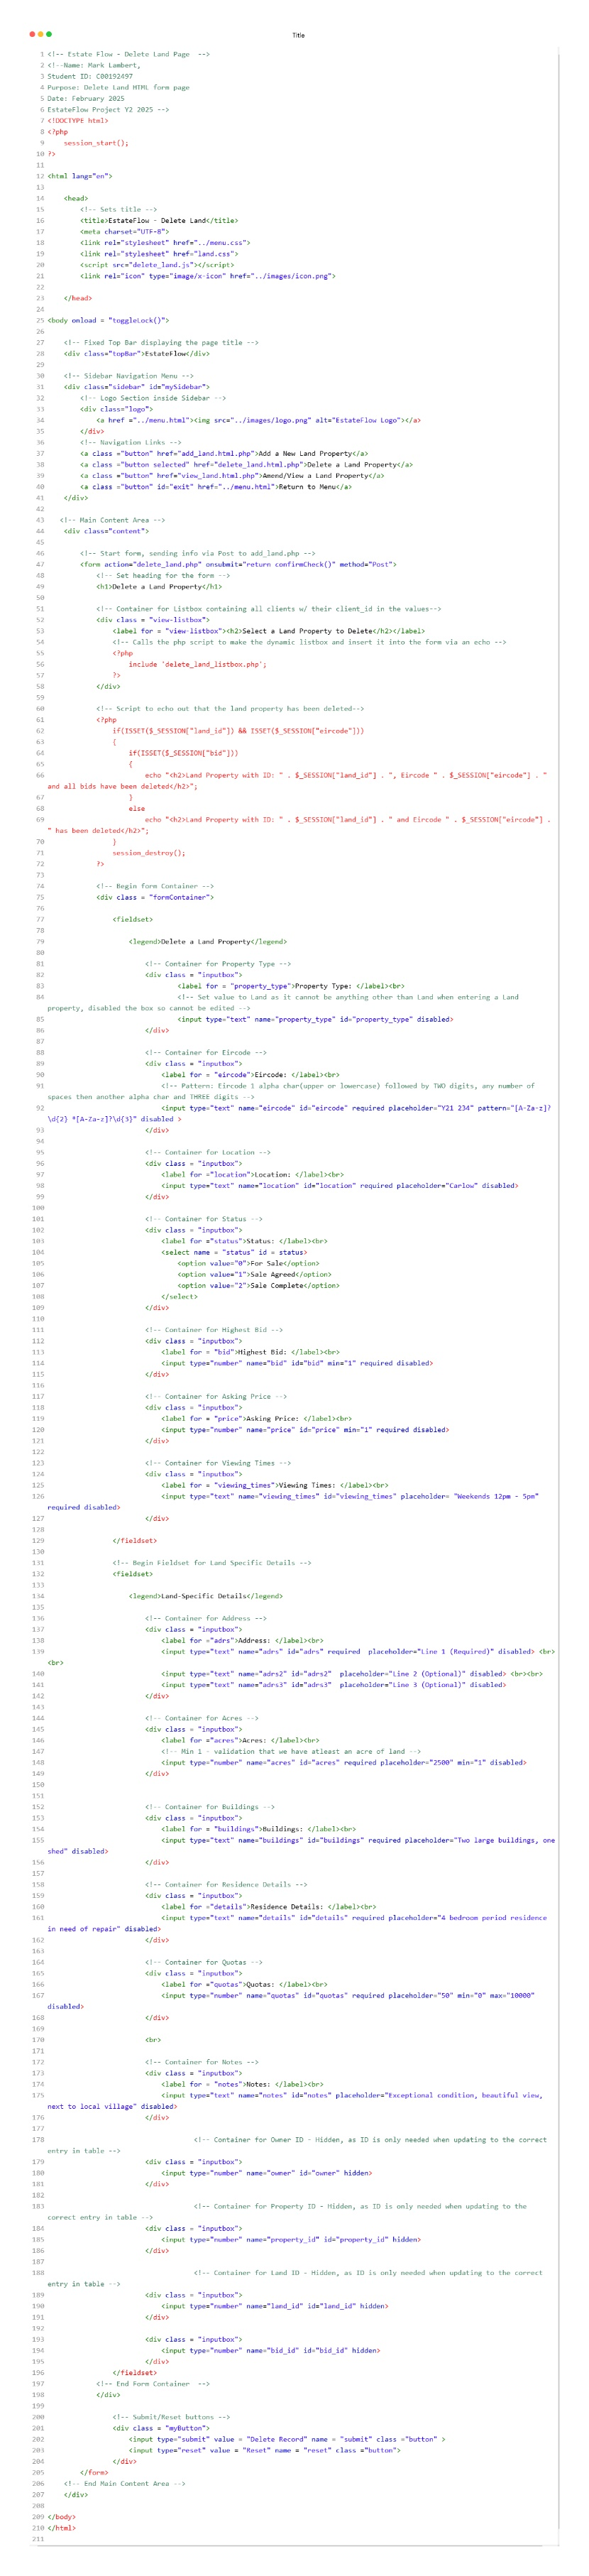 Title
1 <!-- Estate Flow - Delete Land Page  -->
2 <!--Name: Mark Lambert,
3 Student ID: C00192497
4 Purpose: Delete Land HTML form page
5 Date: February 2025
6 EstateFlow Project Y2 2025 -->
7 <!DOCTYPE html>
8 <?php
9     session_start();
10 ?>
11
12 <html lang="en">
13
14     <head>
15         <!-- Sets title -->
16         <title>EstateFlow - Delete Land</title>
17         <meta charset="UTF-8">
18         <link rel="stylesheet" href="../menu.css">
19         <link rel="stylesheet" href="land.css">
20         <script src="delete_land.js"></script>
21         <link rel="icon" type="image/x-icon" href="../images/icon.png">
22
23     </head>
24
25 <body onload = "toggleLock()">
26
27     <!-- Fixed Top Bar displaying the page title -->
28     <div class="topBar">EstateFlow</div>
29
30     <!-- Sidebar Navigation Menu -->
31     <div class="sidebar" id="mySidebar">
32         <!-- Logo Section inside Sidebar -->
33         <div class="logo">
34             <a href ="../menu.html"><img src="../images/logo.png" alt="EstateFlow Logo"></a>
35         </div>
36         <!-- Navigation Links -->
37         <a class ="button" href="add_land.html.php">Add a New Land Property</a>
38         <a class ="button selected" href="delete_land.html.php">Delete a Land Property</a>
39         <a class ="button" href="view_land.html.php">Amend/View a Land Property</a>
40         <a class ="button" id="exit" href="../menu.html">Return to Menu</a>
41     </div>
42
43    <!-- Main Content Area -->
44     <div class="content">
45
46         <!-- Start form, sending info via Post to add_land.php -->
47         <form action="delete_land.php" onsubmit="return confirmCheck()" method="Post">
48             <!-- Set heading for the form -->
49             <h1>Delete a Land Property</h1>
50
51             <!-- Container for Listbox containing all clients w/ their client_id in the values-->
52             <div class = "view-listbox">
53                 <label for = "view-listbox"><h2>Select a Land Property to Delete</h2></label>
54                 <!-- Calls the php script to make the dynamic listbox and insert it into the form via an echo -->
55                 <?php
56                     include 'delete_land_listbox.php';
57                 ?>
58             </div>
59
60             <!-- Script to echo out that the land property has been deleted-->
61             <?php
62                 if(ISSET($_SESSION["land_id"]) && ISSET($_SESSION["eircode"]))
63                 {
64                     if(ISSET($_SESSION["bid"]))
65                     {
66                         echo "<h2>Land Property with ID: " . $_SESSION["land_id"] . ", Eircode " . $_SESSION["eircode"] . "
and all bids have been deleted</h2>";
67                     }
68                     else
69                         echo "<h2>Land Property with ID: " . $_SESSION["land_id"] . " and Eircode " . $_SESSION["eircode"] .
" has been deleted</h2>";
70                 }
71                 session_destroy();
72             ?>
73
74             <!-- Begin form Container -->
75             <div class = "formContainer">
76
77                 <fieldset>
78
79                     <legend>Delete a Land Property</legend>
80
81                         <!-- Container for Property Type -->
82                         <div class = "inputbox">
83                                 <label for = "property_type">Property Type: </label><br>
84                                 <!-- Set value to Land as it cannot be anything other than Land when entering a Land
property, disabled the box so cannot be edited -->
85                                 <input type="text" name="property_type" id="property_type" disabled>
86                         </div>
87
88                         <!-- Container for Eircode -->
89                         <div class = "inputbox">
90                             <label for = "eircode">Eircode: </label><br>
91                             <!-- Pattern: Eircode 1 alpha char(upper or lowercase) followed by TWO digits, any number of
spaces then another alpha char and THREE digits -->
92                             <input type="text" name="eircode" id="eircode" required placeholder="Y21 234" pattern="[A-Za-z]?
\d{2} *[A-Za-z]?\d{3}" disabled >
93                         </div>
94
95                         <!-- Container for Location -->
96                         <div class = "inputbox">
97                             <label for ="location">Location: </label><br>
98                             <input type="text" name="location" id="location" required placeholder="Carlow" disabled>
99                         </div>
100
101                         <!-- Container for Status -->
102                         <div class = "inputbox">
103                             <label for ="status">Status: </label><br>
104                             <select name = "status" id = status>
105                                 <option value="0">For Sale</option>
106                                 <option value="1">Sale Agreed</option>
107                                 <option value="2">Sale Complete</option>
108                             </select>
109                         </div>
110
111                         <!-- Container for Highest Bid -->
112                         <div class = "inputbox">
113                             <label for = "bid">Highest Bid: </label><br>
114                             <input type="number" name="bid" id="bid" min="1" required disabled>
115                         </div>
116
117                         <!-- Container for Asking Price -->
118                         <div class = "inputbox">
119                             <label for = "price">Asking Price: </label><br>
120                             <input type="number" name="price" id="price" min="1" required disabled>
121                         </div>
122
123                         <!-- Container for Viewing Times -->
124                         <div class = "inputbox">
125                             <label for = "viewing_times">Viewing Times: </label><br>
126                             <input type="text" name="viewing_times" id="viewing_times" placeholder= "Weekends 12pm - 5pm"
required disabled>
127                         </div>
128
129                 </fieldset>
130
131                 <!-- Begin Fieldset for Land Specific Details -->
132                 <fieldset>
133
134                     <legend>Land-Specific Details</legend>
135
136                         <!-- Container for Address -->
137                         <div class = "inputbox">
138                             <label for ="adrs">Address: </label><br>
139                             <input type="text" name="adrs" id="adrs" required  placeholder="Line 1 (Required)" disabled> <br>
<br>
140                             <input type="text" name="adrs2" id="adrs2"  placeholder="Line 2 (Optional)" disabled> <br><br>
141                             <input type="text" name="adrs3" id="adrs3"  placeholder="Line 3 (Optional)" disabled>
142                         </div>
143
144                         <!-- Container for Acres -->
145                         <div class = "inputbox">
146                             <label for ="acres">Acres: </label><br>
147                             <!-- Min 1 - validation that we have atleast an acre of land -->
148                             <input type="number" name="acres" id="acres" required placeholder="2500" min="1" disabled>
149                         </div>
150
151
152                         <!-- Container for Buildings -->
153                         <div class = "inputbox">
154                             <label for = "buildings">Buildings: </label><br>
155                             <input type="text" name="buildings" id="buildings" required placeholder="Two large buildings, one
shed" disabled>
156                         </div>
157
158                         <!-- Container for Residence Details -->
159                         <div class = "inputbox">
160                             <label for ="details">Residence Details: </label><br>
161                             <input type="text" name="details" id="details" required placeholder="4 bedroom period residence
in need of repair" disabled>
162                         </div>
163
164                         <!-- Container for Quotas -->
165                         <div class = "inputbox">
166                             <label for ="quotas">Quotas: </label><br>
167                             <input type="number" name="quotas" id="quotas" required placeholder="50" min="0" max="10000"
disabled>
168                         </div>
169
170                         <br>
171
172                         <!-- Container for Notes -->
173                         <div class = "inputbox">
174                             <label for = "notes">Notes: </label><br>
175                             <input type="text" name="notes" id="notes" placeholder="Exceptional condition, beautiful view,
next to local village" disabled>
176                         </div>
177
178                                     <!-- Container for Owner ID - Hidden, as ID is only needed when updating to the correct
entry in table -->
179                         <div class = "inputbox">
180                             <input type="number" name="owner" id="owner" hidden>
181                         </div>
182
183                                     <!-- Container for Property ID - Hidden, as ID is only needed when updating to the
correct entry in table -->
184                         <div class = "inputbox">
185                             <input type="number" name="property_id" id="property_id" hidden>
186                         </div>
187
188                                     <!-- Container for Land ID - Hidden, as ID is only needed when updating to the correct
entry in table -->
189                         <div class = "inputbox">
190                             <input type="number" name="land_id" id="land_id" hidden>
191                         </div>
192
193                         <div class = "inputbox">
194                             <input type="number" name="bid_id" id="bid_id" hidden>
195                         </div>
196                 </fieldset>
197             <!-- End Form Container  -->
198             </div>
199
200                 <!-- Submit/Reset buttons -->
201                 <div class = "myButton">
202                     <input type="submit" value = "Delete Record" name = "submit" class ="button" >
203                     <input type="reset" value = "Reset" name = "reset" class ="button">
204                 </div>
205         </form>
206     <!-- End Main Content Area -->
207     </div>
208
209 </body>
210 </html>
211